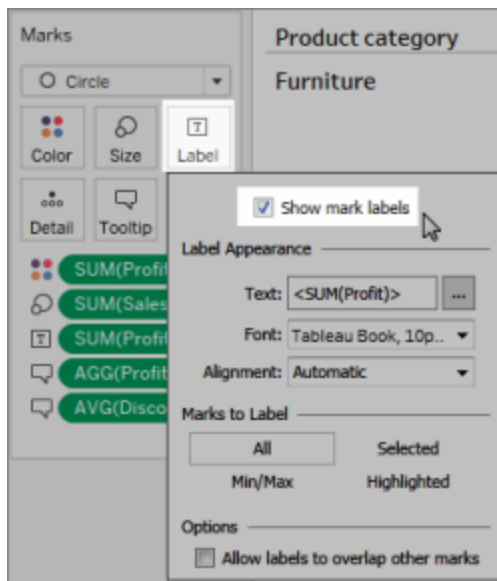 Marks
Product category
Circle
Furniture
Color Size Label
Show mark labels
Detail Tooltip
Label Appearance
SUM(Profi
Text: <SUM(Profit)> ...
SUM(Sales
Font: Tableau Book, 10p..
SUM(Profi
Alignment: Automatic
AGG(Profit
AVG(Disco
Marks to Label
All Selected
Min/Max Highlighted
Options
Allow labels to overlap other marks